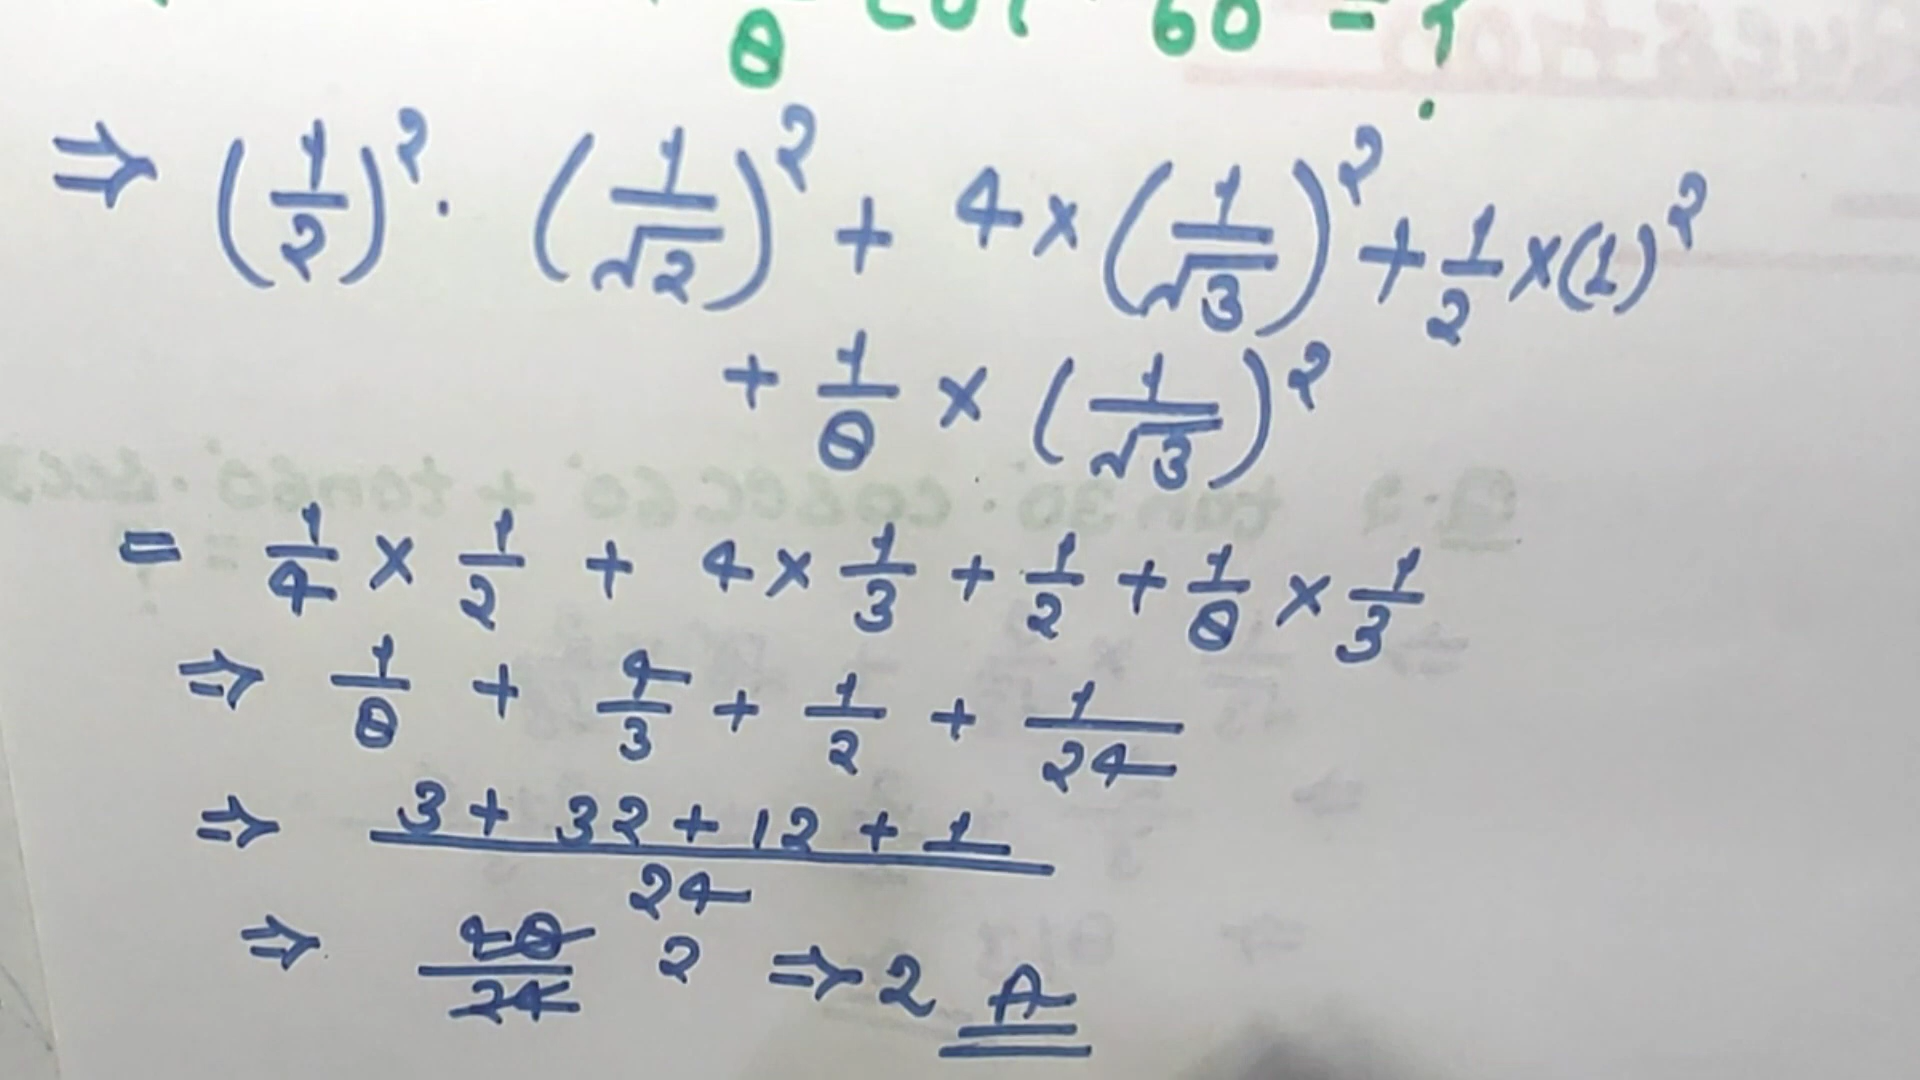 8 cot 60 = ?
⇒ (1/2)² · (1/√2)² + 4 × (1/√3)² + 1/2 × (1)²
+ 1/8 × (1/√3)²
= 1/4 × 1/2 + 4 × 1/3 + 1/2 + 1/8 × 1/3
⇒ 1/8 + 4/3 + 1/2 + 1/24
⇒ (3 + 32 + 12 + 1)/24
⇒ 48/24 2 ⇒ 2 A